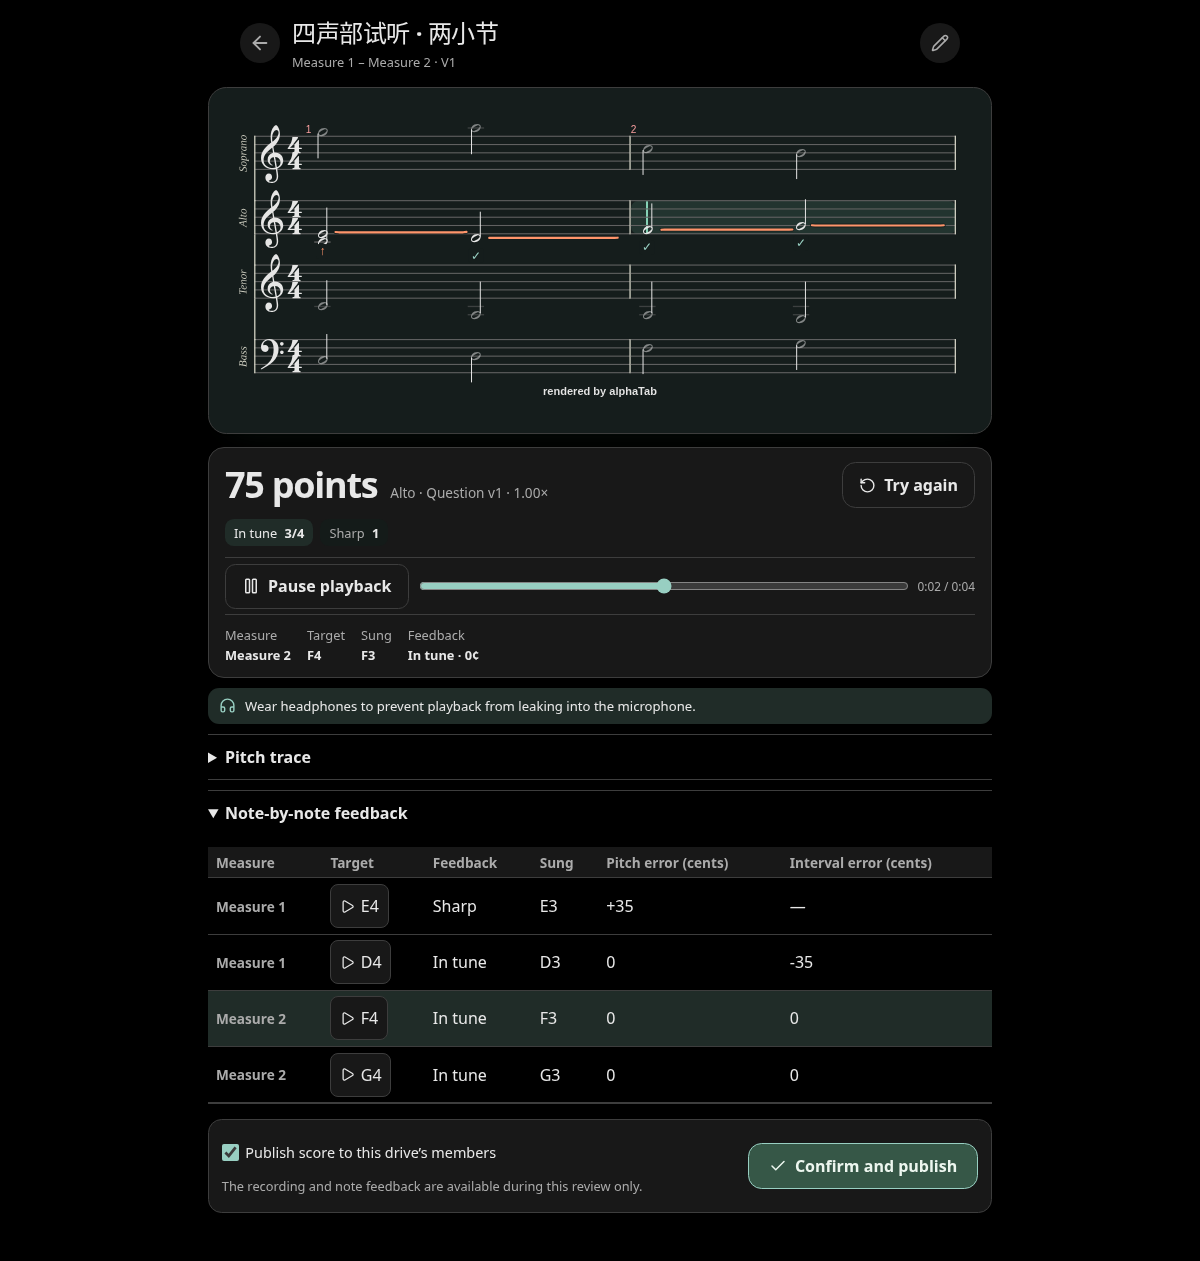 四声部试听 · 两小节
Measure 1 – Measure 2 · V1
1
2
Soprano
Alto
Tenor
Bass
↑
✓
✓
✓
rendered by alphaTab
75 points
Alto · Question v1 · 1.00×
Try again
In tune 3/4
Sharp 1
Pause playback
0:02 / 0:04
Measure Target Sung Feedback
Measure 2 F4 F3 In tune · 0¢
Wear headphones to prevent playback from leaking into the microphone.
Pitch trace
Note-by-note feedback
Measure Target Feedback Sung Pitch error (cents) Interval error (cents)
Measure 1 E4 Sharp E3 +35 —
Measure 1 D4 In tune D3 0 -35
Measure 2 F4 In tune F3 0 0
Measure 2 G4 In tune G3 0 0
Publish score to this drive’s members
Confirm and publish
The recording and note feedback are available during this review only.